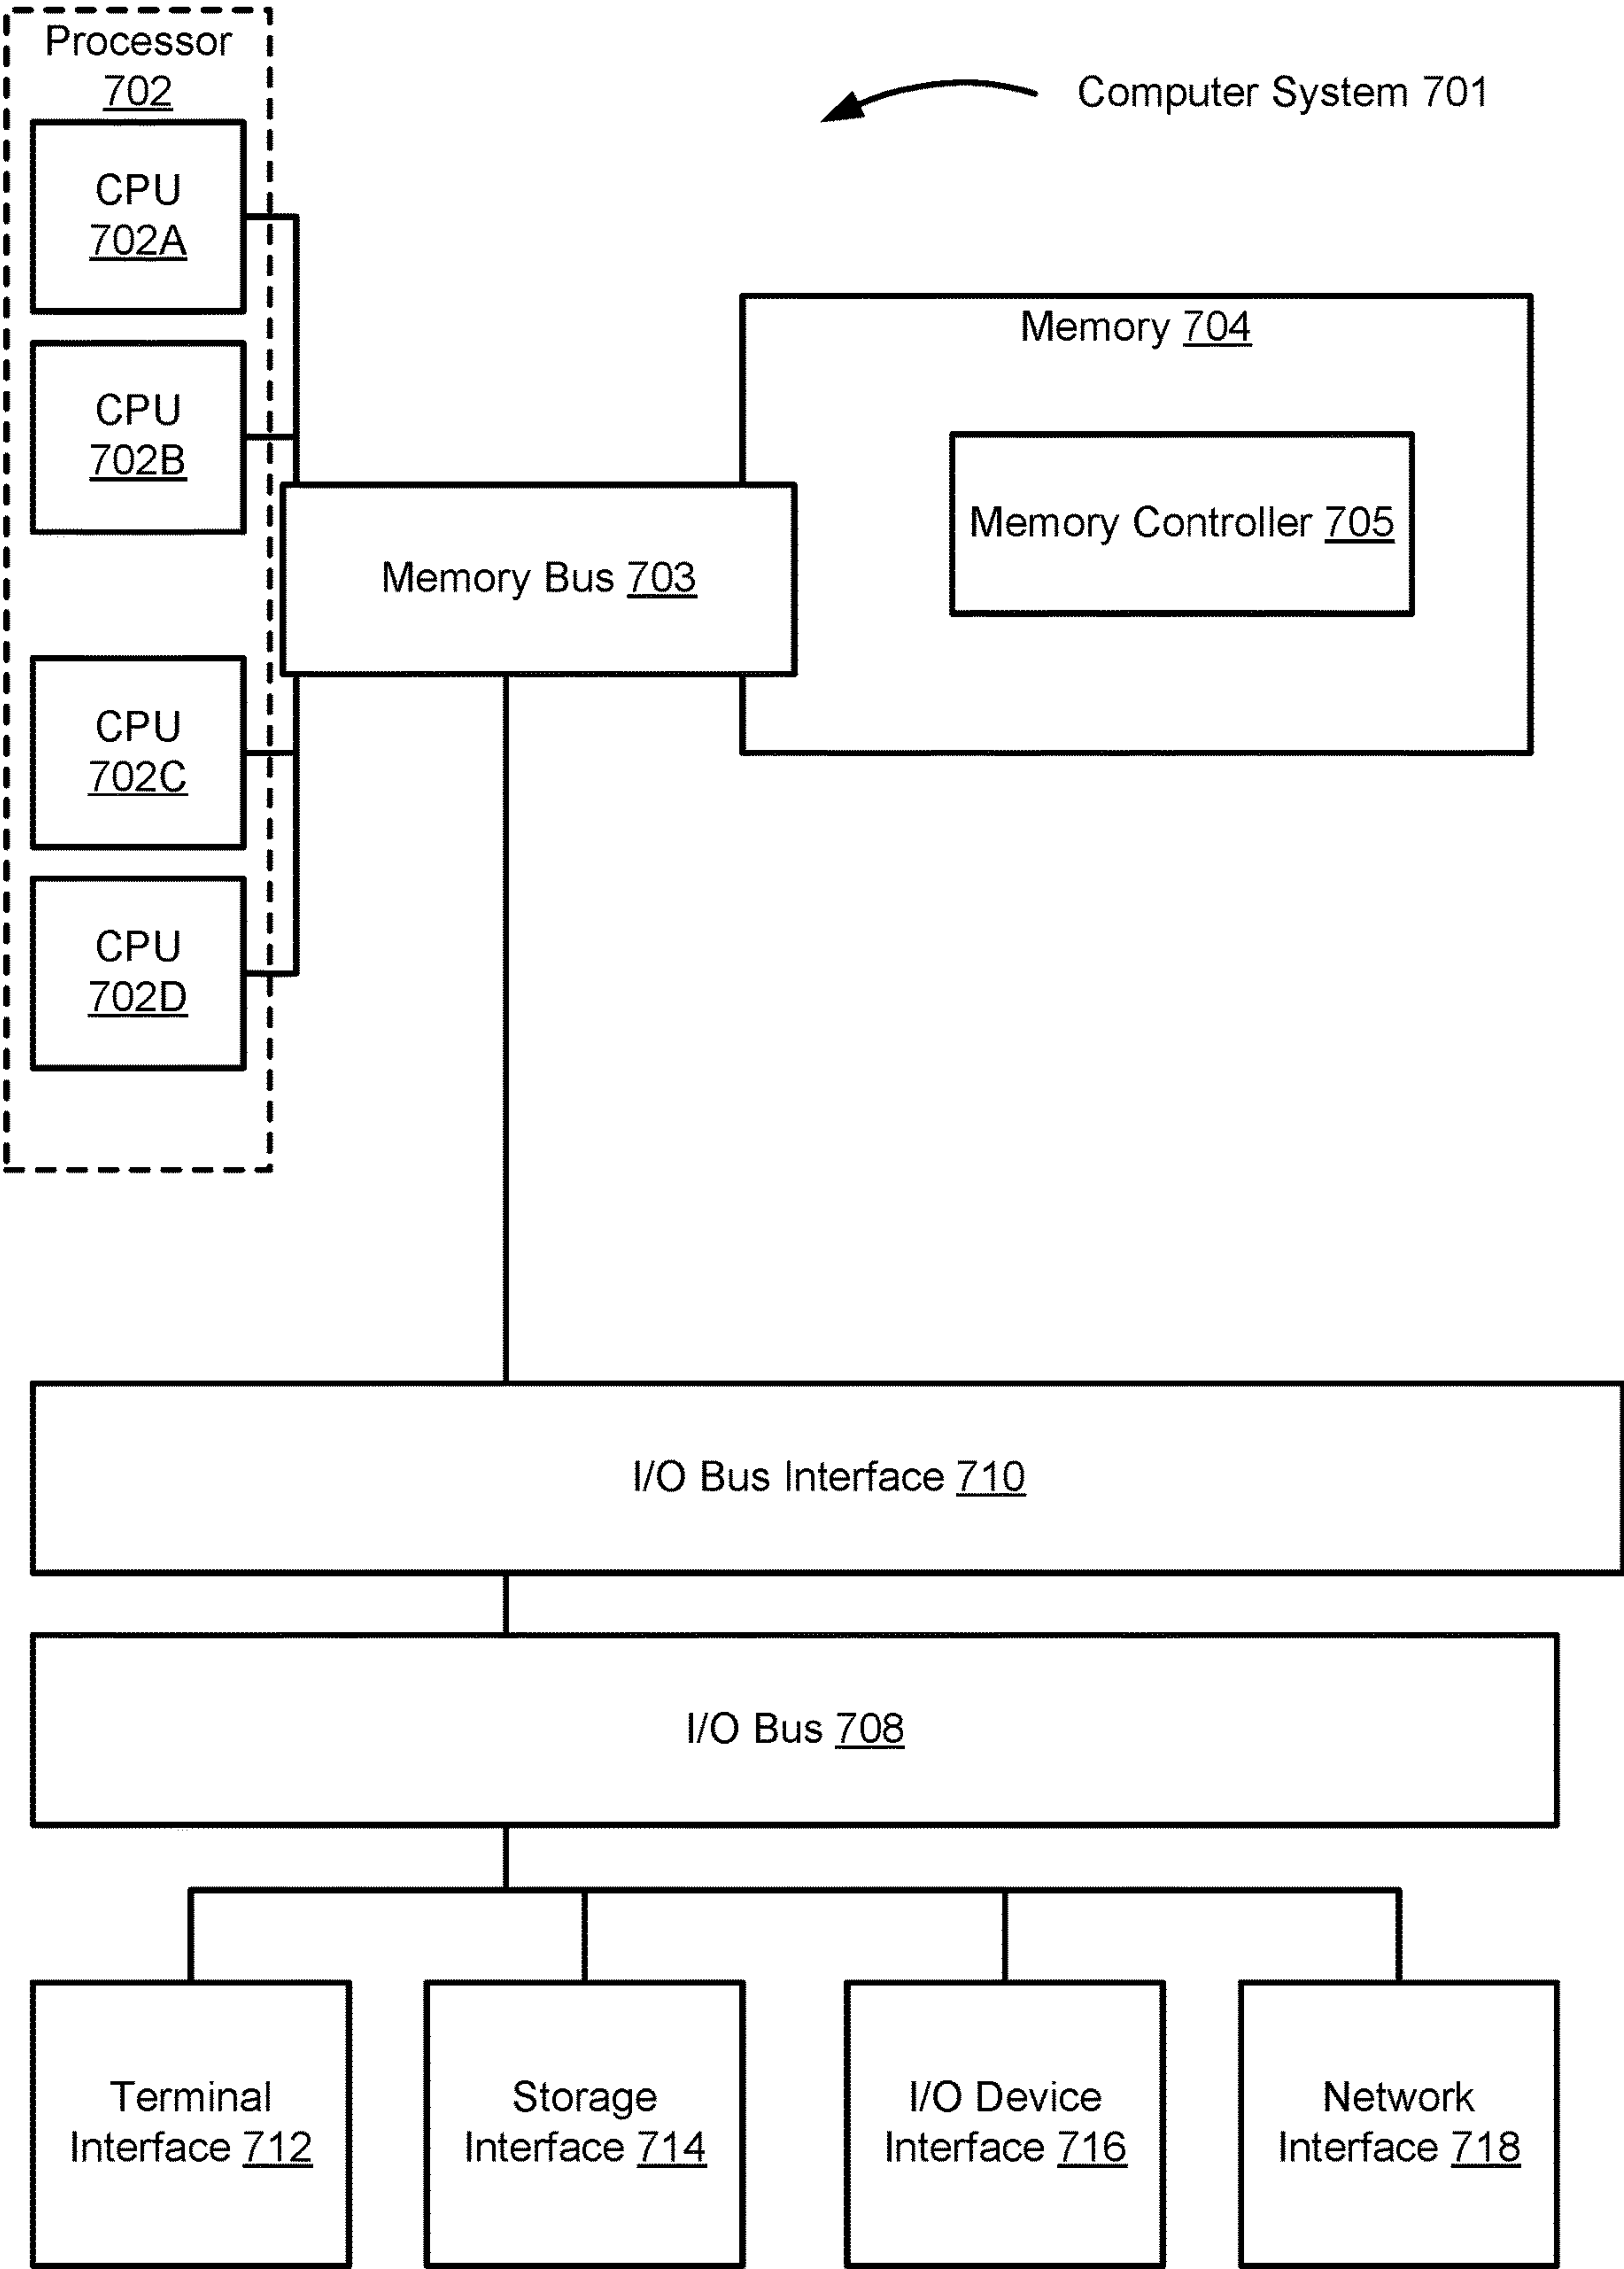 Processor
702
Computer System 701
CPU
702A
CPU
702B
Memory 704
Memory Controller 705
Memory Bus 703
CPU
702C
CPU
702D
I/O Bus Interface 710
I/O Bus 708
Terminal
Interface 712
Storage
Interface 714
I/O Device
Interface 716
Network
Interface 718